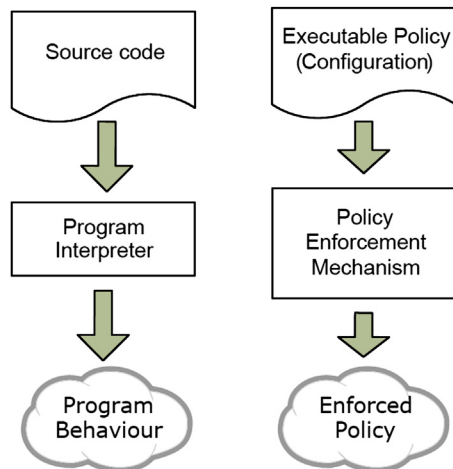 Source code
Program
Interpreter
Program
Behaviour
Executable Policy
(Configuration)
Policy
Enforcement
Mechanism
Enforced
Policy